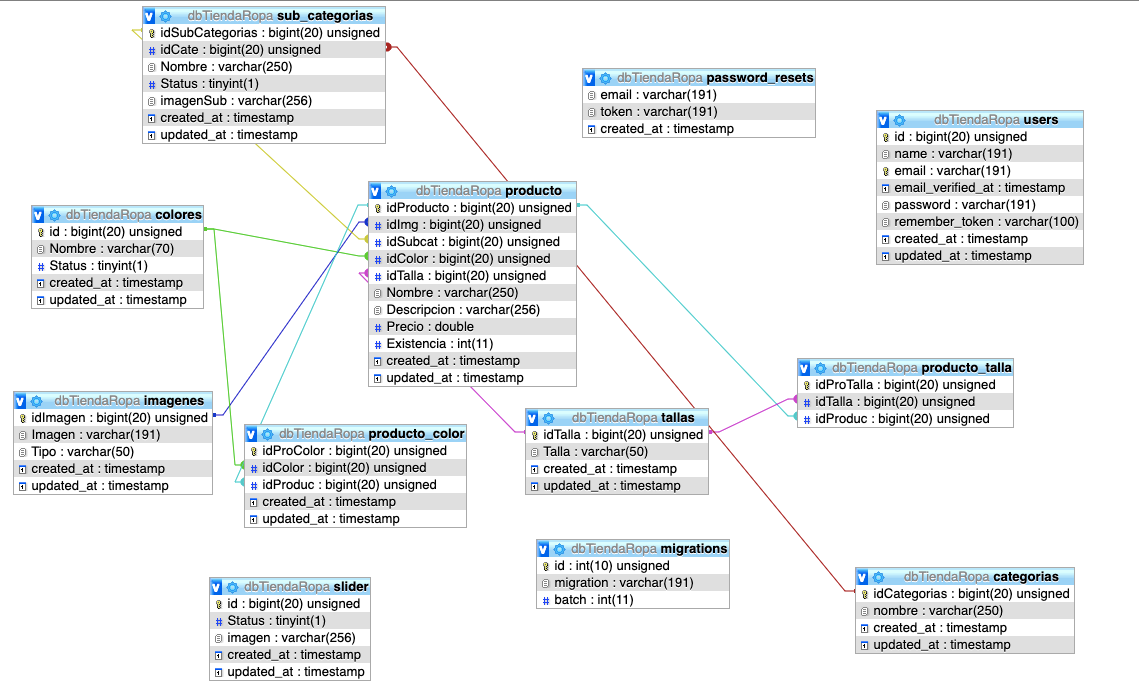 dbTiendaRopa sub_categorias
idSubCategorias : bigint(20) unsigned
idCate : bigint(20) unsigned
Nombre : varchar(250)
Status : tinyint(1)
imagenSub : varchar(256)
created_at : timestamp
updated_at : timestamp
dbTiendaRopa password_resets
email : varchar(191)
token : varchar(191)
created_at : timestamp
dbTiendaRopa users
id : bigint(20) unsigned
name : varchar(191)
email : varchar(191)
email_verified_at : timestamp
password : varchar(191)
remember_token : varchar(100)
created_at : timestamp
updated_at : timestamp
dbTiendaRopa producto
idProducto : bigint(20) unsigned
idImg : bigint(20) unsigned
idSubcat : bigint(20) unsigned
idColor : bigint(20) unsigned
idTalla : bigint(20) unsigned
Nombre : varchar(250)
Descripcion : varchar(256)
Precio : double
Existencia : int(11)
created_at : timestamp
updated_at : timestamp
dbTiendaRopa colores
id : bigint(20) unsigned
Nombre : varchar(70)
Status : tinyint(1)
created_at : timestamp
updated_at : timestamp
dbTiendaRopa producto_talla
idProTalla : bigint(20) unsigned
idTalla : bigint(20) unsigned
idProduc : bigint(20) unsigned
dbTiendaRopa imagenes
idImagen : bigint(20) unsigned
Imagen : varchar(191)
Tipo : varchar(50)
created_at : timestamp
updated_at : timestamp
dbTiendaRopa producto_color
idProColor : bigint(20) unsigned
idColor : bigint(20) unsigned
idProduc : bigint(20) unsigned
created_at : timestamp
updated_at : timestamp
dbTiendaRopa tallas
idTalla : bigint(20) unsigned
Talla : varchar(50)
created_at : timestamp
updated_at : timestamp
dbTiendaRopa migrations
id : int(10) unsigned
migration : varchar(191)
batch : int(11)
dbTiendaRopa categorias
idCategorias : bigint(20) unsigned
nombre : varchar(250)
created_at : timestamp
updated_at : timestamp
dbTiendaRopa slider
id : bigint(20) unsigned
Status : tinyint(1)
imagen : varchar(256)
created_at : timestamp
updated_at : timestamp